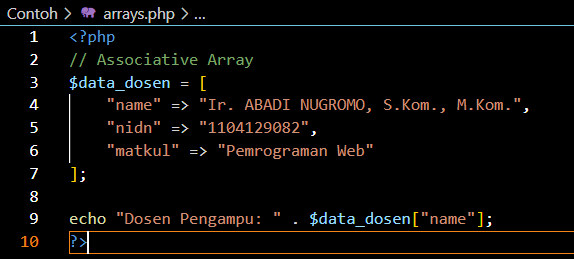 Contoh > arrays.php > ...
1 <?php
2 // Associative Array
3 $data_dosen = [
4 "name" => "Ir. ABADI NUGROMO, S.Kom., M.Kom.",
5 "nidn" => "1104129082",
6 "matkul" => "Pemrograman Web"
7 ];
8
9 echo "Dosen Pengampu: " . $data_dosen["name"];
10 ?>